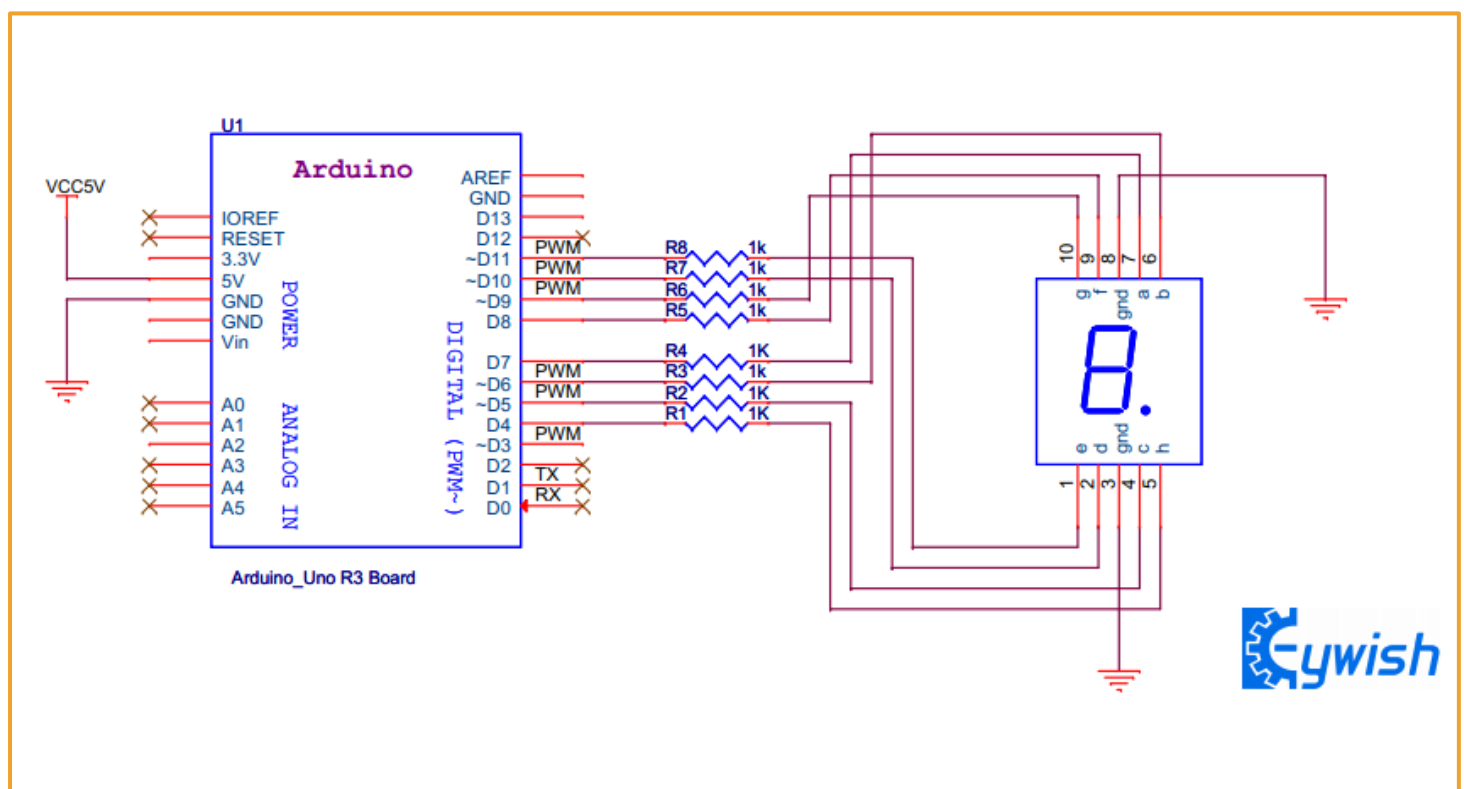 U1
Arduino
VCC5V
IOREF
RESET
3.3V
5V
GND
GND
Vin
POWER
A0
A1
A2
A3
A4
A5
ANALOG IN
AREF
GND
D13
D12
~D11
~D10
~D9
D8
D7
~D6
~D5
D4
~D3
D2
D1
D0
DIGITAL (PWM~)
PWM
PWM
PWM
PWM
PWM
PWM
TX
RX
R8 1k
R7 1k
R6 1k
R5 1k
R4 1K
R3 1k
R2 1K
R1 1K
10 9 8 7 6
g f gnd a b
e d gnd c h
1 2 3 4 5
Arduino_Uno R3 Board
Eywish